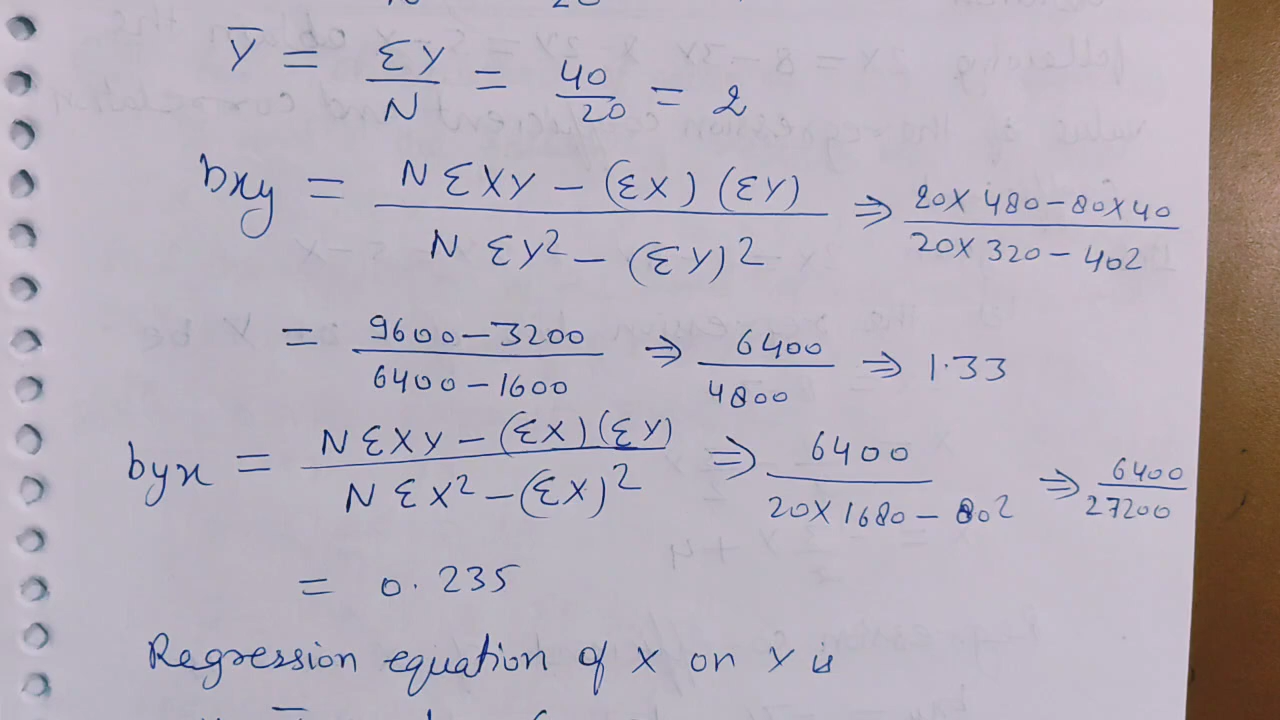 Ȳ = ΣY/N = 40/20 = 2
bxy = NΣXY − (ΣX)(ΣY) / NΣY² − (ΣY)² ⇒ 20×480−80×40 / 20×320−40²
= 9600−3200 / 6400−1600 ⇒ 6400/4800 ⇒ 1.33
byx = NΣXY−(ΣX)(ΣY) / NΣX²−(ΣX)² ⇒ 6400 / 20×1680−80² ⇒ 6400/27200
= 0.235
Regression equation of X on Y is